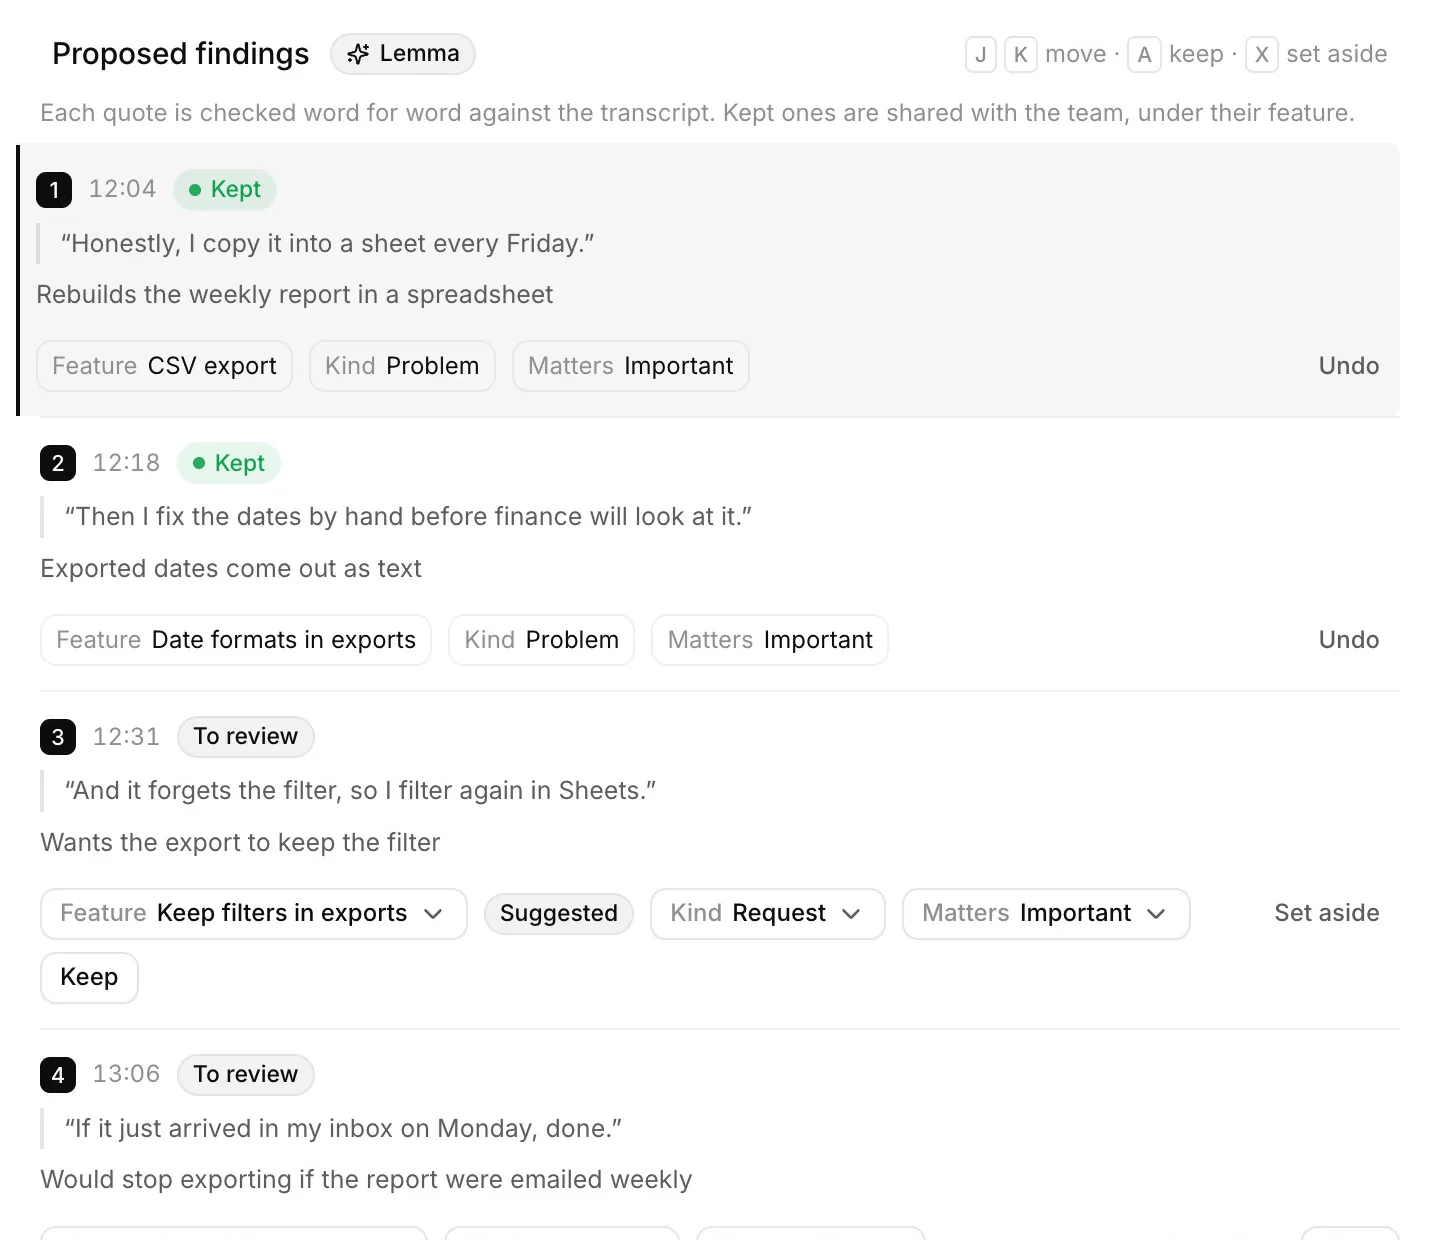 Proposed findings Lemma J K move · A keep · X set aside
Each quote is checked word for word against the transcript. Kept ones are shared with the team, under their feature.
1 12:04 Kept
“Honestly, I copy it into a sheet every Friday.”
Rebuilds the weekly report in a spreadsheet
Feature CSV export Kind Problem Matters Important Undo
2 12:18 Kept
“Then I fix the dates by hand before finance will look at it.”
Exported dates come out as text
Feature Date formats in exports Kind Problem Matters Important Undo
3 12:31 To review
“And it forgets the filter, so I filter again in Sheets.”
Wants the export to keep the filter
Feature Keep filters in exports Suggested Kind Request Matters Important Set aside
Keep
4 13:06 To review
“If it just arrived in my inbox on Monday, done.”
Would stop exporting if the report were emailed weekly